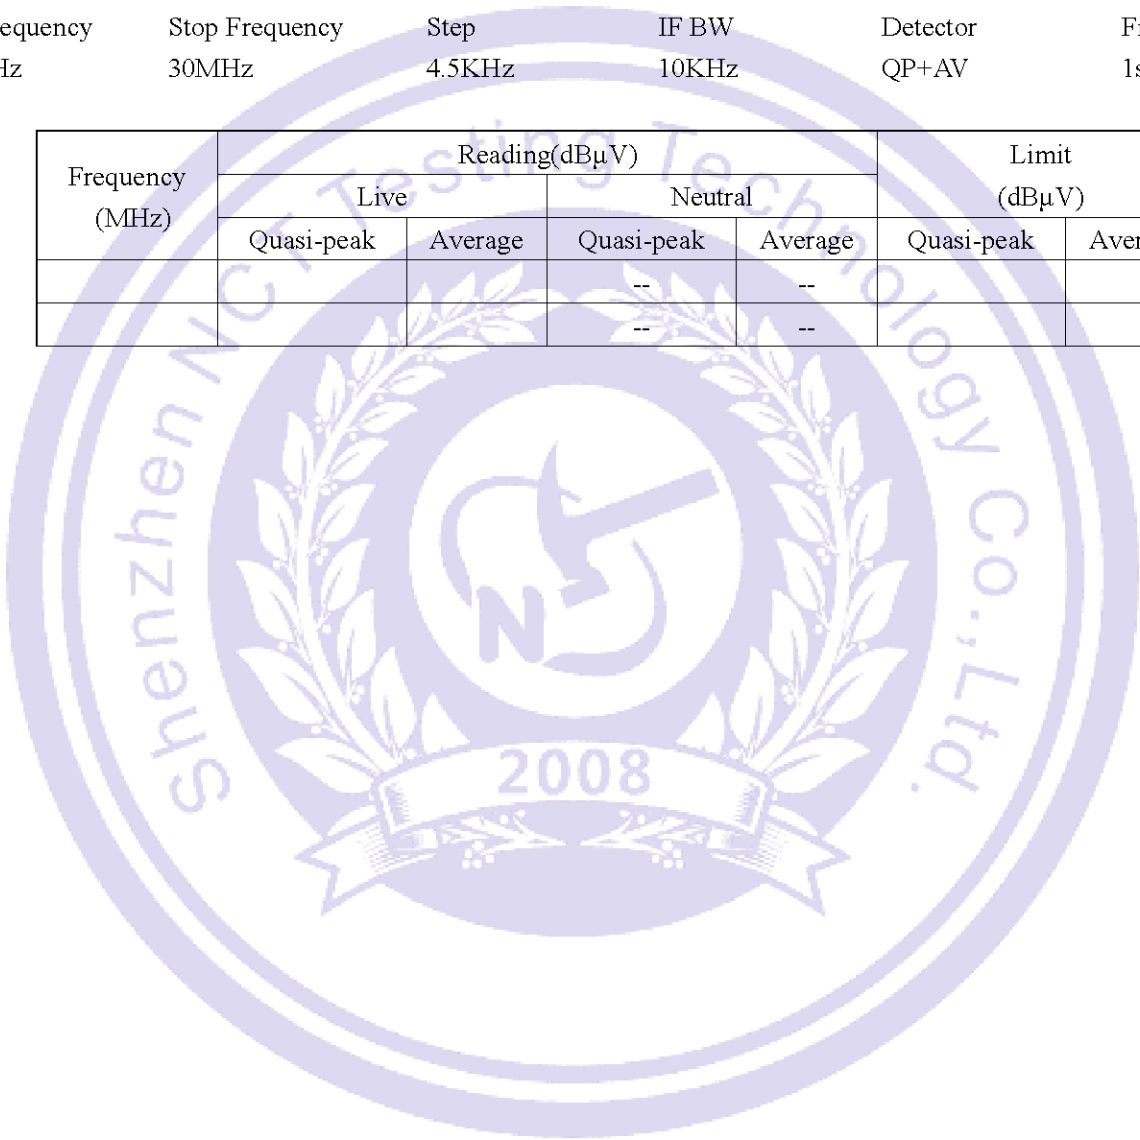 equency Stop Frequency Step IF BW Detector
Hz 30MHz 4.5KHz 10KHz QP+AV 1s
Frequency (MHz) Reading(dBµV) Limit (dBµV)
Live Neutral
Quasi-peak Average Quasi-peak Average Quasi-peak Aver
-- --
-- --
Shenzhen NCT Testing Technology Co.,Ltd.
N
2008